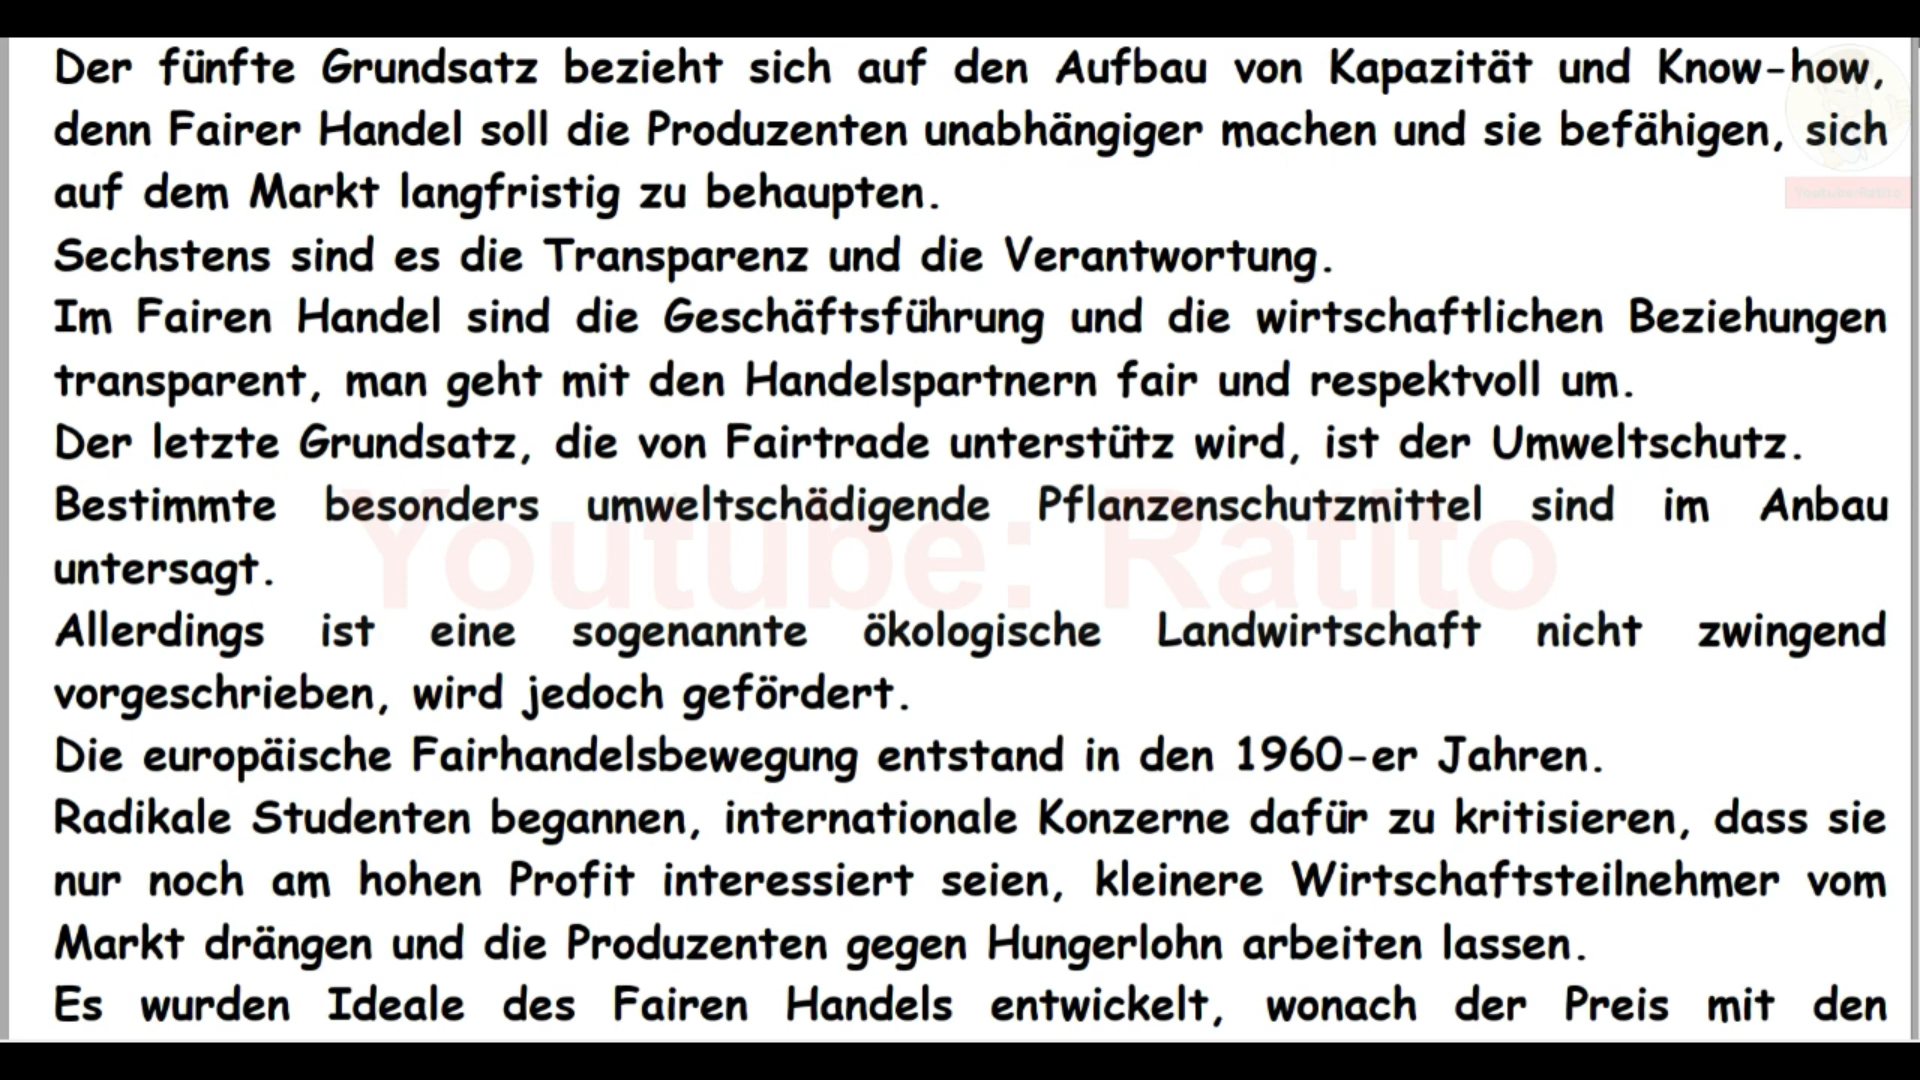 Der fünfte Grundsatz bezieht sich auf den Aufbau von Kapazität und Know-how,
denn Fairer Handel soll die Produzenten unabhängiger machen und sie befähigen, sich
auf dem Markt langfristig zu behaupten.
Youtube:Ratito
Sechstens sind es die Transparenz und die Verantwortung.
Im Fairen Handel sind die Geschäftsführung und die wirtschaftlichen Beziehungen
transparent, man geht mit den Handelspartnern fair und respektvoll um.
Der letzte Grundsatz, die von Fairtrade unterstütz wird, ist der Umweltschutz.
Bestimmte besonders umweltschädigende Pflanzenschutzmittel sind im Anbau
Youtube: Ratito
untersagt.
Allerdings ist eine sogenannte ökologische Landwirtschaft nicht zwingend
vorgeschrieben, wird jedoch gefördert.
Die europäische Fairhandelsbewegung entstand in den 1960-er Jahren.
Radikale Studenten begannen, internationale Konzerne dafür zu kritisieren, dass sie
nur noch am hohen Profit interessiert seien, kleinere Wirtschaftsteilnehmer vom
Markt drängen und die Produzenten gegen Hungerlohn arbeiten lassen.
Es wurden Ideale des Fairen Handels entwickelt, wonach der Preis mit den